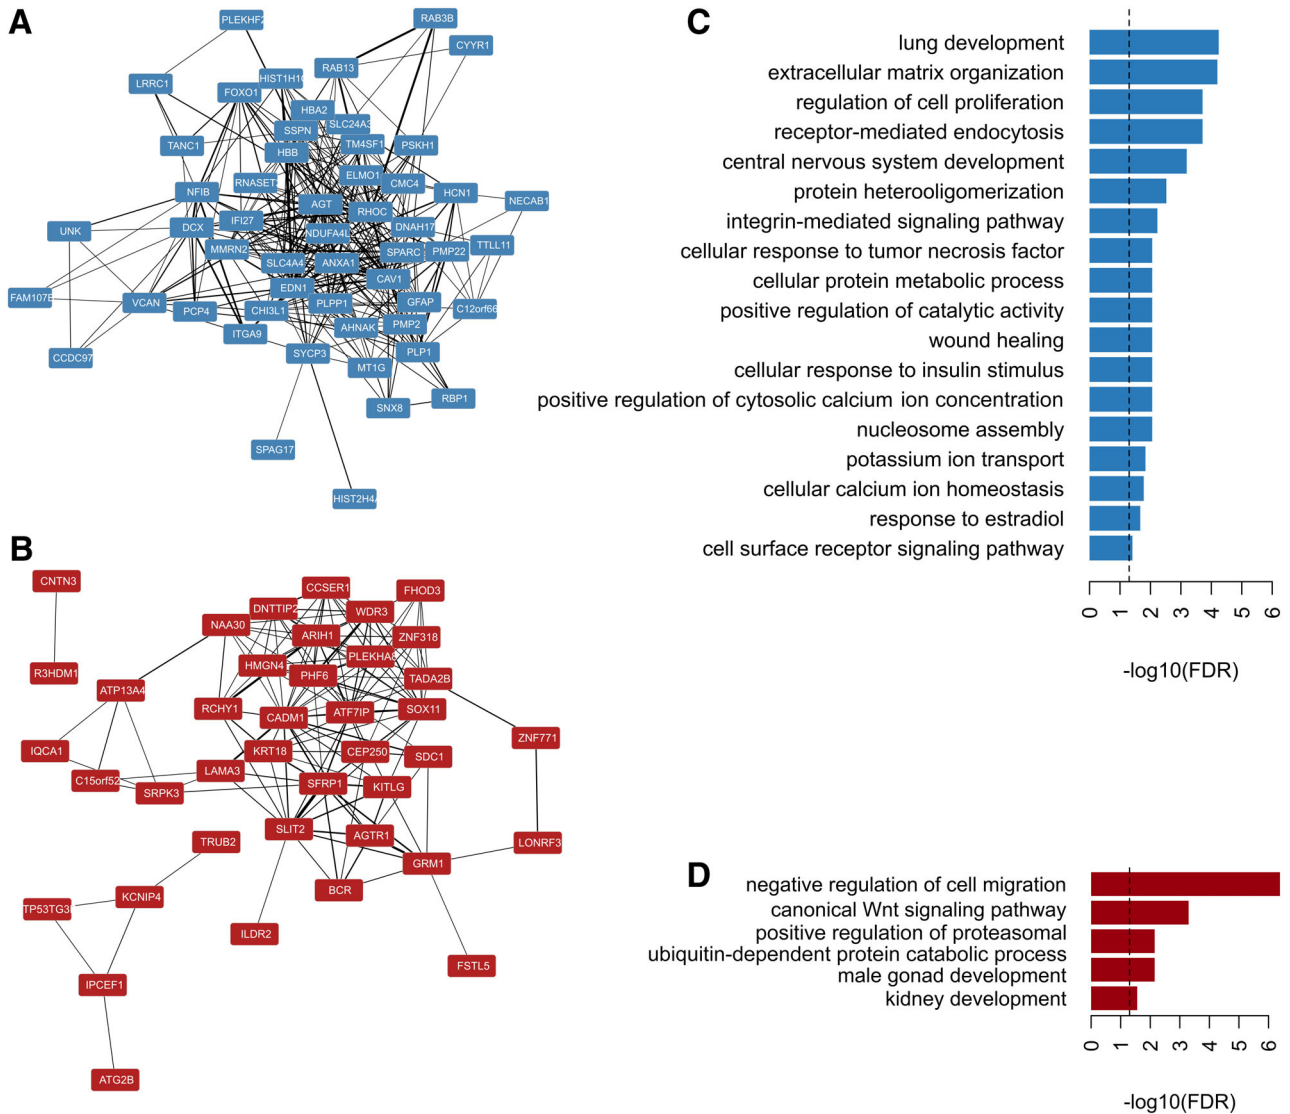 A
PLEKHF2
RAB3B
CYYR1
RAB13
LRRC1
HIST1H1
FOXO1
HBA2
SLC24A3
SSPN
TANC1
HBB
TM4SF1
PSKH1
ELMO1
RNASET
CMC4
NFIB
HCN1
NECAB1
AGT
RHOC
IFI27
DCX
DNAH17
UNK
NDUFA4L
MMRN2
TTLL11
SPARC
PMP22
SLC4A4
ANXA1
CAV1
EDN1
FAM107B
VCAN
PLPP1
GFAP
PCP4
CHI3L1
C12orf66
AHNAK
PMP2
ITGA9
CCDC97
SYCP3
PLP1
MT1G
SNX8
RBP1
SPAG17
HIST2H4
B
CNTN3
CCSER1
FHOD3
DNTTIP2
WDR3
NAA30
ARIH1
ZNF318
PLEKHA
HMGN4
R3HDM1
PHF6
TADA2B
ATP13A4
RCHY1
CADM1
ATF7IP
SOX11
ZNF771
IQCA1
KRT18
CEP250
SDC1
LAMA3
C15orf52
SFRP1
KITLG
SRPK3
SLIT2
AGTR1
TRUB2
LONRF3
GRM1
BCR
KCNIP4
TP53TG3
ILDR2
FSTL5
IPCEF1
ATG2B
C
lung development
extracellular matrix organization
regulation of cell proliferation
receptor-mediated endocytosis
central nervous system development
protein heterooligomerization
integrin-mediated signaling pathway
cellular response to tumor necrosis factor
cellular protein metabolic process
positive regulation of catalytic activity
wound healing
cellular response to insulin stimulus
positive regulation of cytosolic calcium ion concentration
nucleosome assembly
potassium ion transport
cellular calcium ion homeostasis
response to estradiol
cell surface receptor signaling pathway
0 1 2 3 4 5 6
-log10(FDR)
D
negative regulation of cell migration
canonical Wnt signaling pathway
positive regulation of proteasomal
ubiquitin-dependent protein catabolic process
male gonad development
kidney development
0 1 2 3 4 5 6
-log10(FDR)